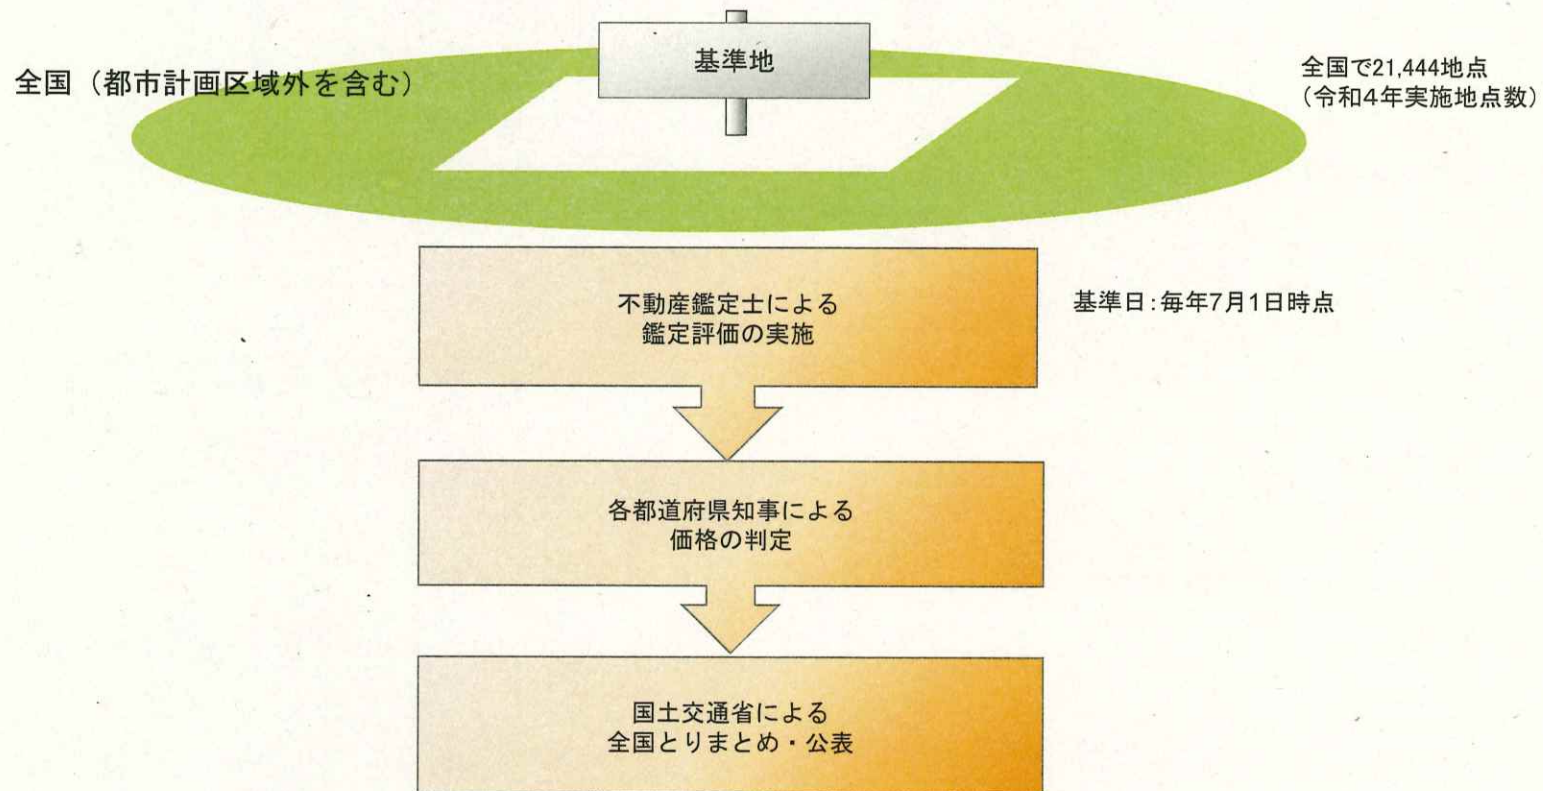 基準地
全国（都市計画区域外を含む）
全国で21,444地点
（令和４年実施地点数）
不動産鑑定士による
鑑定評価の実施
基準日：毎年7月1日時点
各都道府県知事による
価格の判定
国土交通省による
全国とりまとめ・公表